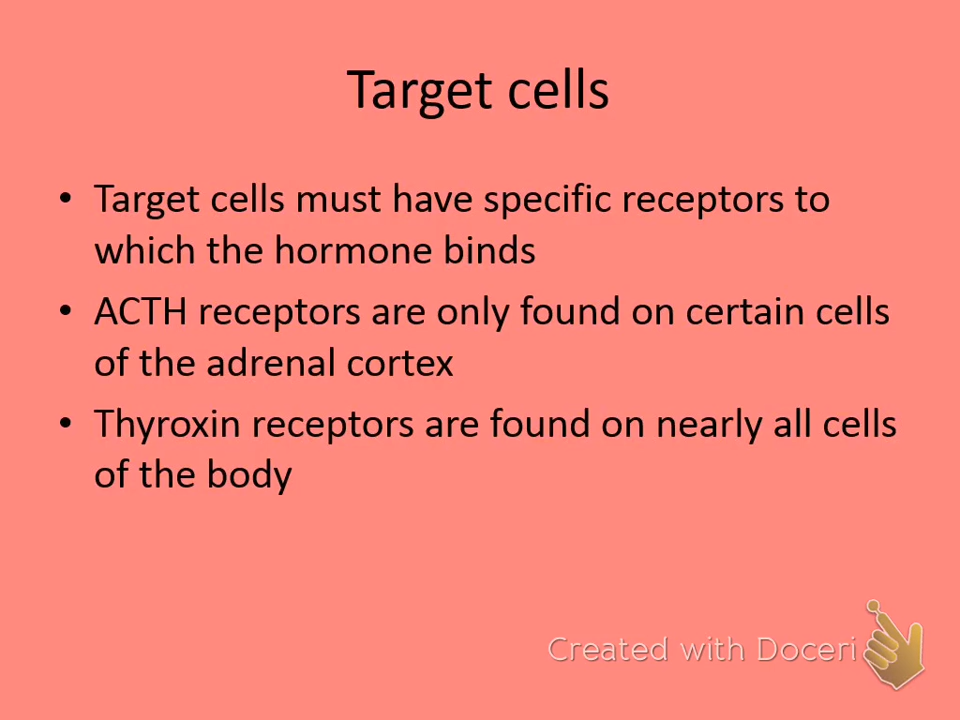 Target cells
• Target cells must have specific receptors to
which the hormone binds
• ACTH receptors are only found on certain cells
of the adrenal cortex
• Thyroxin receptors are found on nearly all cells
of the body
Created with Doceri